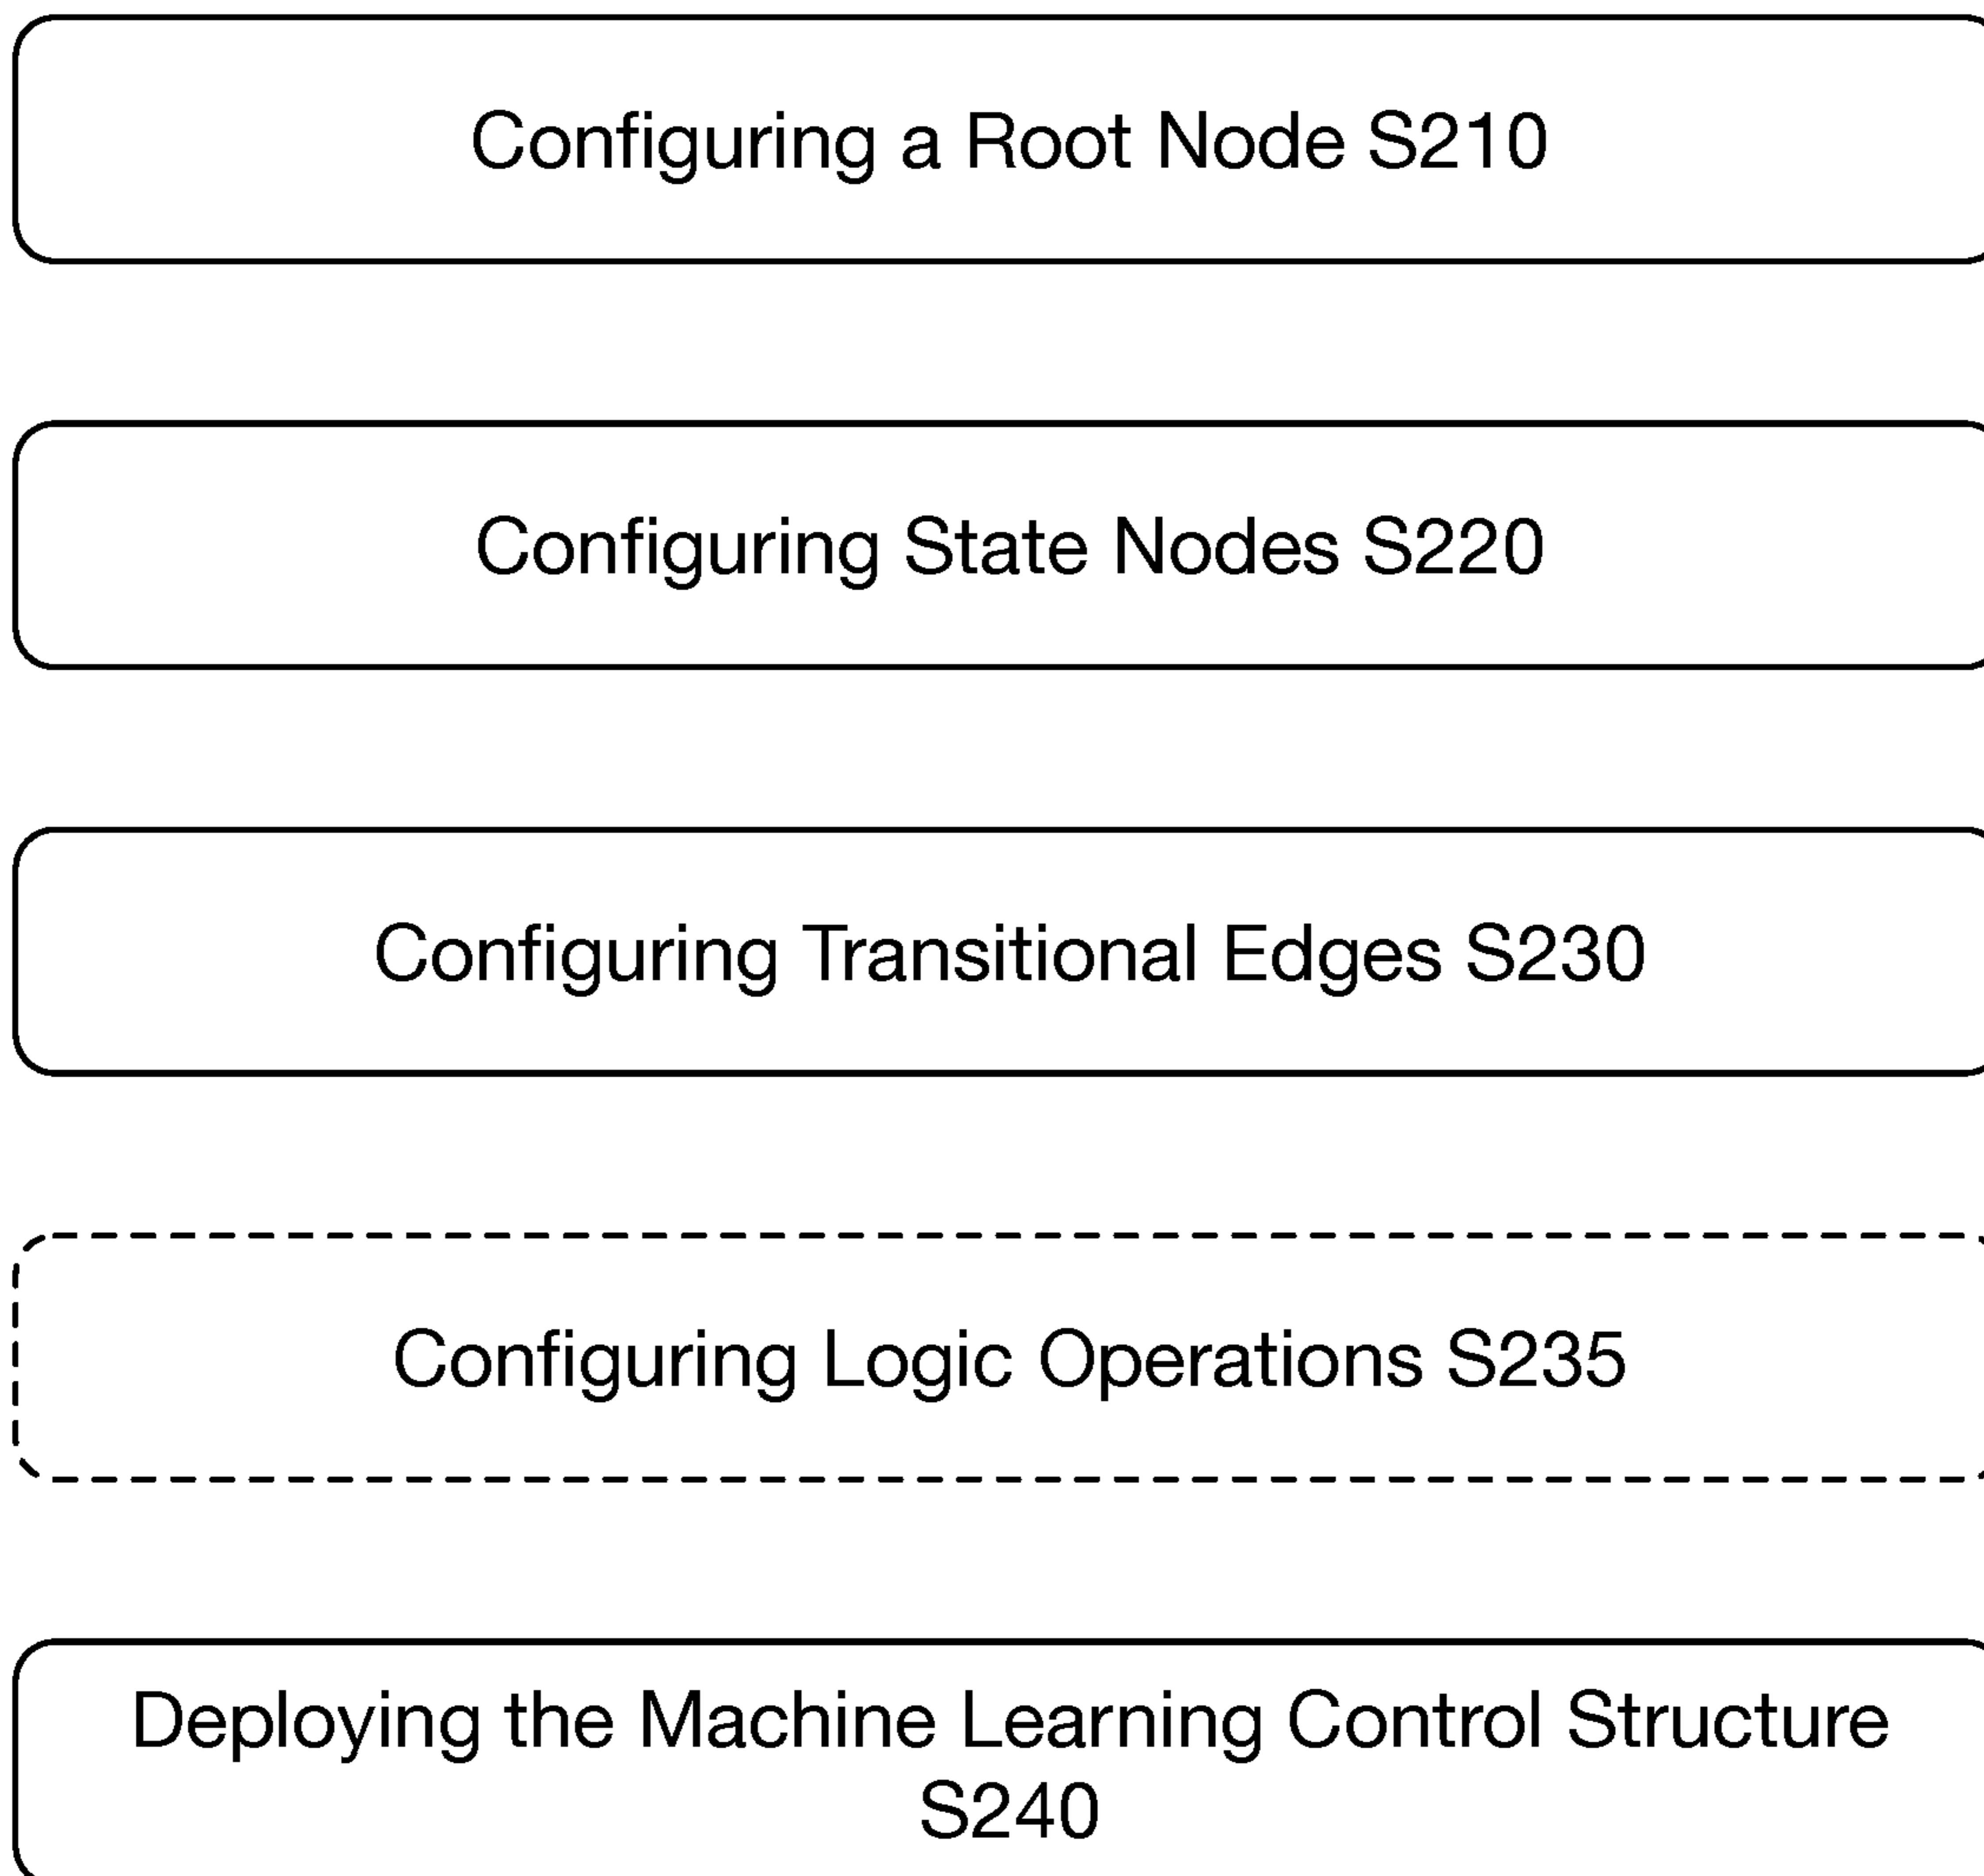 Configuring a Root Node S210
Configuring State Nodes S220
Configuring Transitional Edges S230
Configuring Logic Operations S235
Deploying the Machine Learning Control Structure
S240